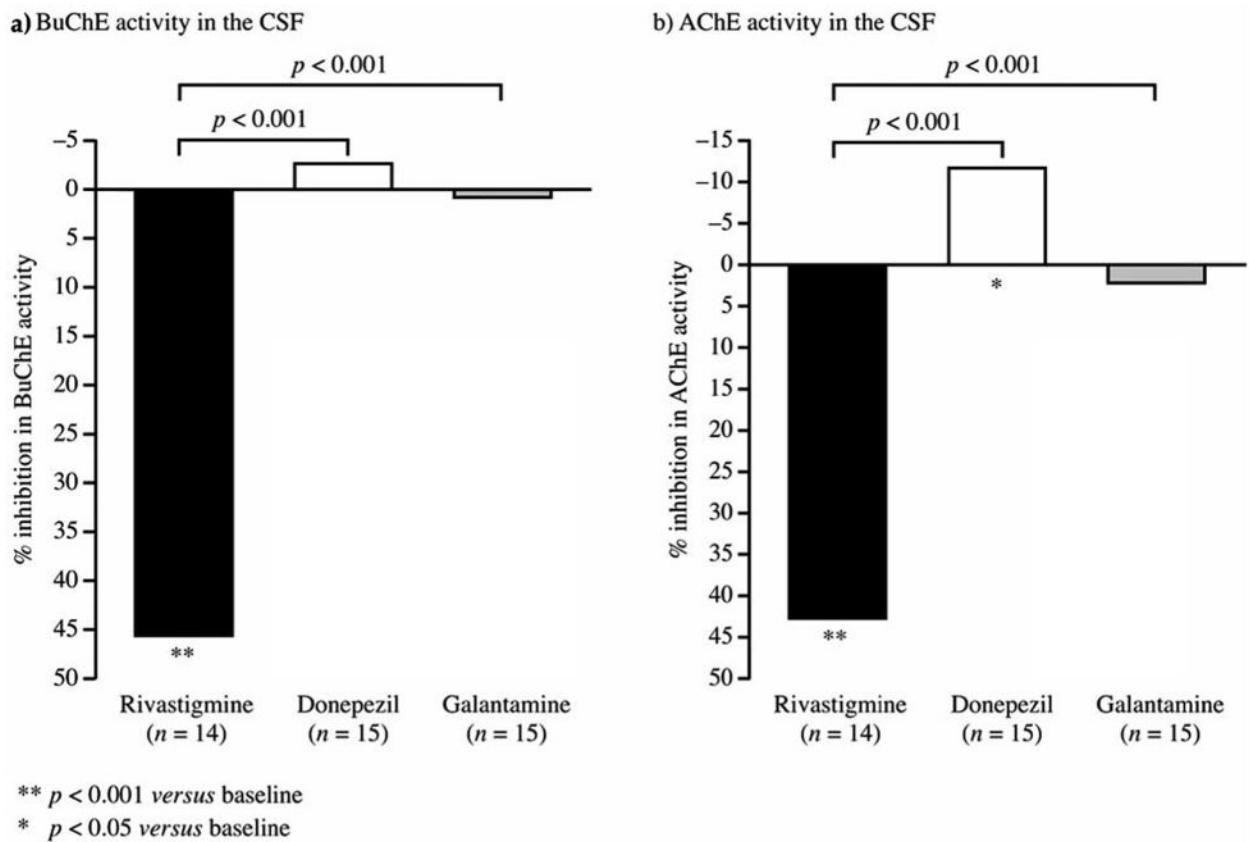 a) BuChE activity in the CSF
p < 0.001
p < 0.001
–5
0
5
10
15
20
25
30
35
40
45
50
% inhibition in BuChE activity
**
Rivastigmine
(n = 14)
Donepezil
(n = 15)
Galantamine
(n = 15)
b) AChE activity in the CSF
p < 0.001
p < 0.001
–15
–10
–5
0
5
10
15
20
25
30
35
40
45
50
% inhibition in AChE activity
*
**
Rivastigmine
(n = 14)
Donepezil
(n = 15)
Galantamine
(n = 15)
** p < 0.001 versus baseline
* p < 0.05 versus baseline